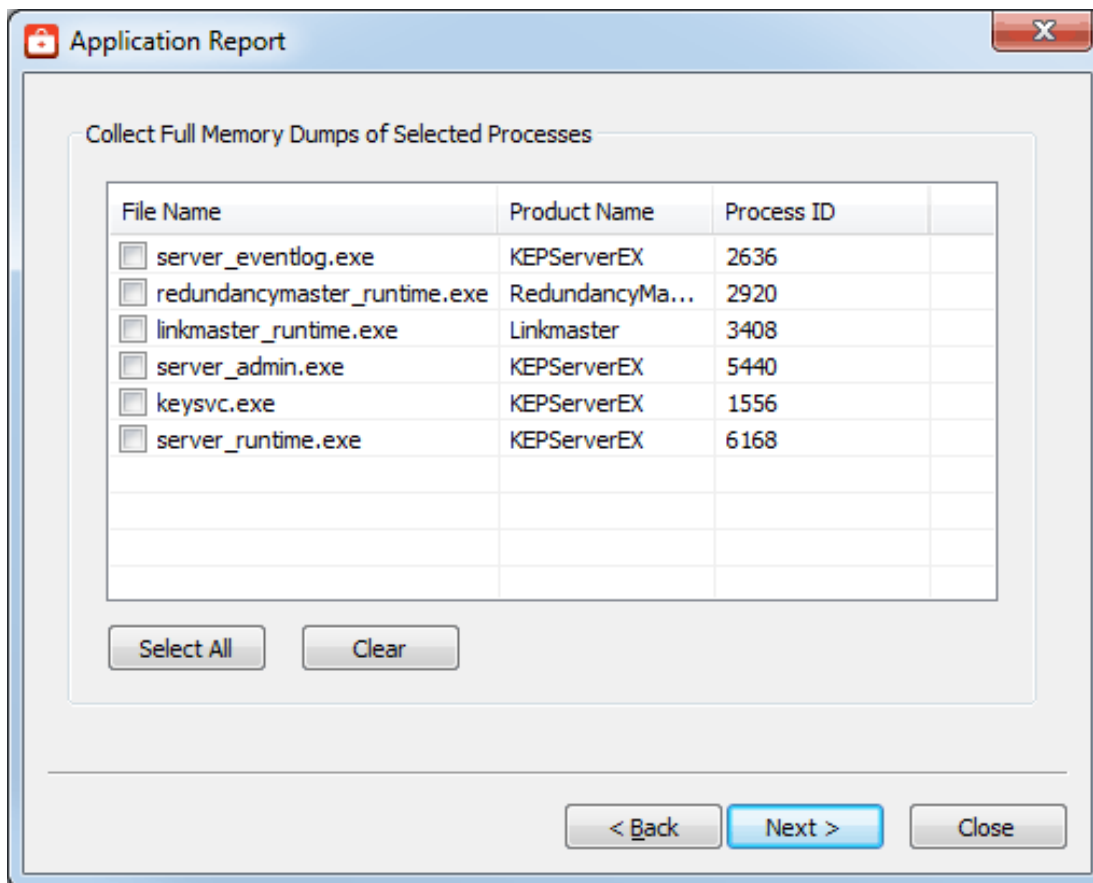 Application Report
Collect Full Memory Dumps of Selected Processes
File Name Product Name Process ID
server_eventlog.exe KEPServerEX 2636
redundancymaster_runtime.exe RedundancyMa... 2920
linkmaster_runtime.exe Linkmaster 3408
server_admin.exe KEPServerEX 5440
keysvc.exe KEPServerEX 1556
server_runtime.exe KEPServerEX 6168
Select All Clear
< Back Next > Close